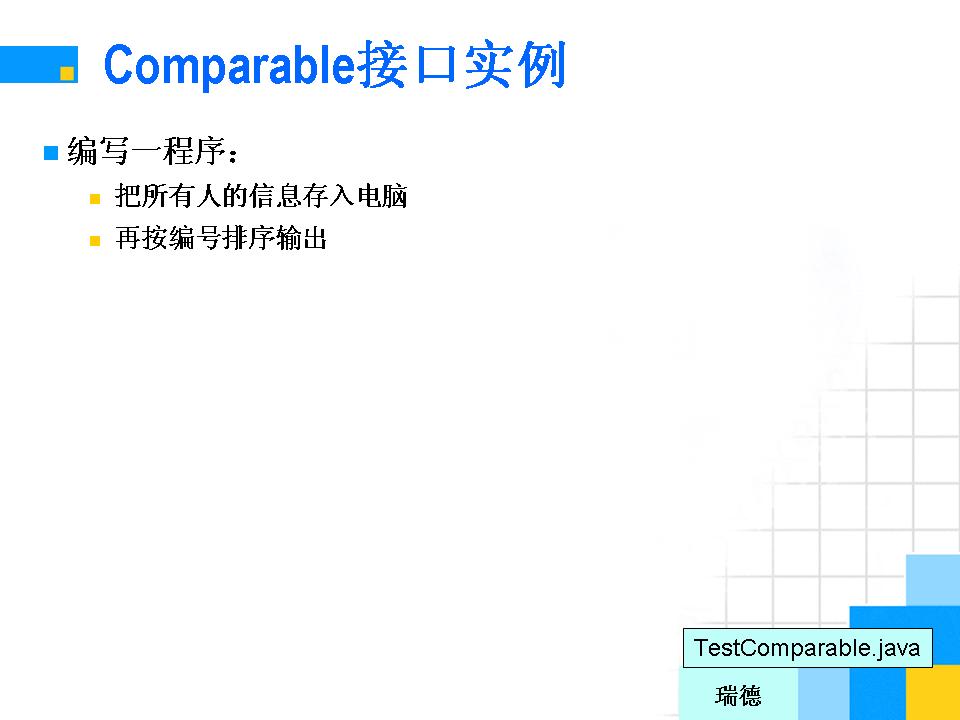 Comparable接口实例
编写一程序：
把所有人的信息存入电脑
再按编号排序输出
TestComparable.java
瑞德